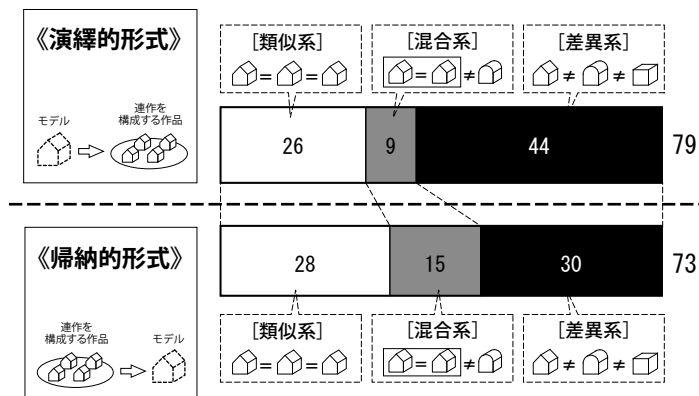 《演繹的形式》
モデル
連作を
構成する作品
[類似系]
= =
[混合系]
= ≠
[差異系]
≠ ≠
26
9
44
79
《帰納的形式》
連作を
構成する作品
モデル
28
15
30
73
[類似系]
= =
[混合系]
= ≠
[差異系]
≠ ≠